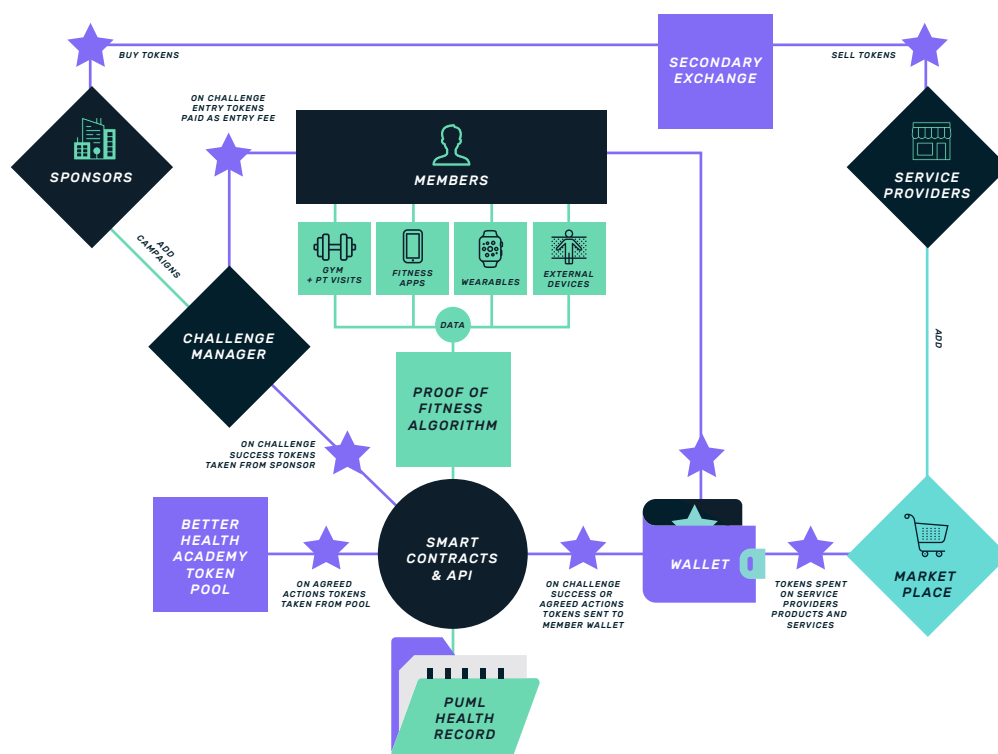 BUY TOKENS
SECONDARY
EXCHANGE
SELL TOKENS
ON CHALLENGE
ENTRY TOKENS
PAID AS ENTRY FEE
SPONSORS
MEMBERS
SERVICE
PROVIDERS
ADD
CAMPAIGNS
GYM
+ PT VISITS
FITNESS
APPS
WEARABLES
EXTERNAL
DEVICES
DATA
CHALLENGE
MANAGER
ADD
PROOF OF
FITNESS
ALGORITHM
ON CHALLENGE
SUCCESS TOKENS
TAKEN FROM SPONSOR
BETTER
HEALTH
ACADEMY
TOKEN
POOL
ON AGREED
ACTIONS TOKENS
TAKEN FROM POOL
SMART
CONTRACTS
& API
ON CHALLENGE
SUCCESS OR
AGREED ACTIONS
TOKENS SENT TO
MEMBER WALLET
WALLET
TOKENS SPENT
ON SERVICE
PROVIDERS
PRODUCTS AND
SERVICES
MARKET
PLACE
PUML
HEALTH
RECORD